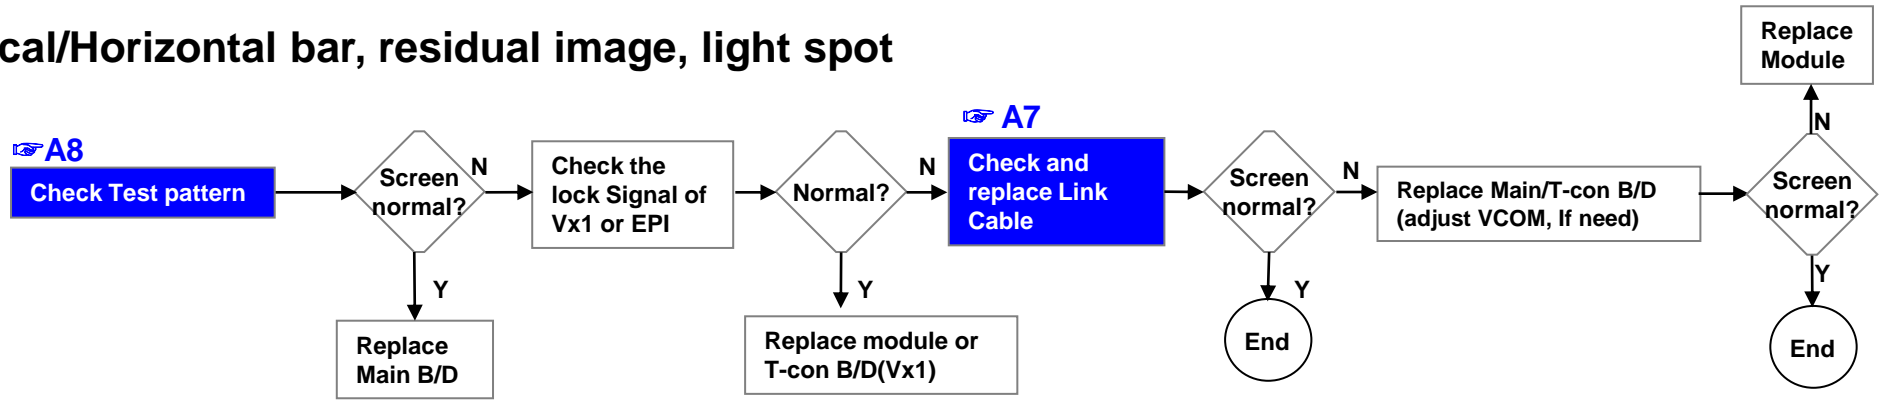 cal/Horizontal bar, residual image, light spot
☞A8
Check Test pattern
Screen
normal?
N
Y
Replace
Main B/D
Check the
lock Signal of
Vx1 or EPI
Normal?
N
Y
Replace module or
T-con B/D(Vx1)
☞ A7
Check and
replace Link
Cable
Screen
normal?
N
Y
End
Replace Main/T-con B/D
(adjust VCOM, If need)
Screen
normal?
N
Replace
Module
Y
End